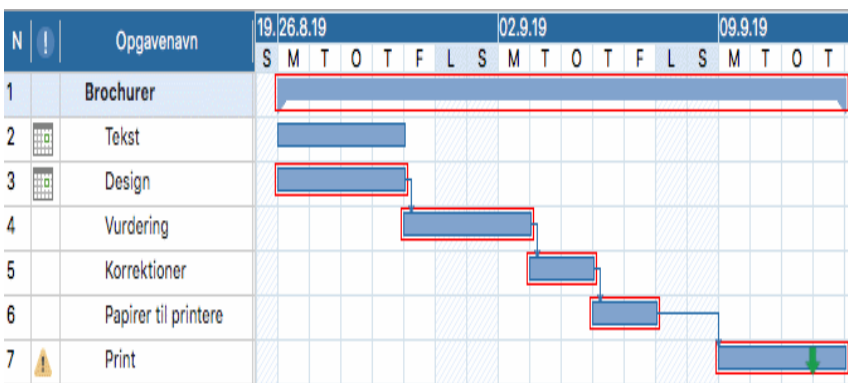 N ! Opgavenavn 19. 26.8.19 02.9.19 09.9.19
S M T O T F L S M T O T F L S M T O T
1 Brochurer
2 Tekst
3 Design
4 Vurdering
5 Korrektioner
6 Papirer til printere
7 Print